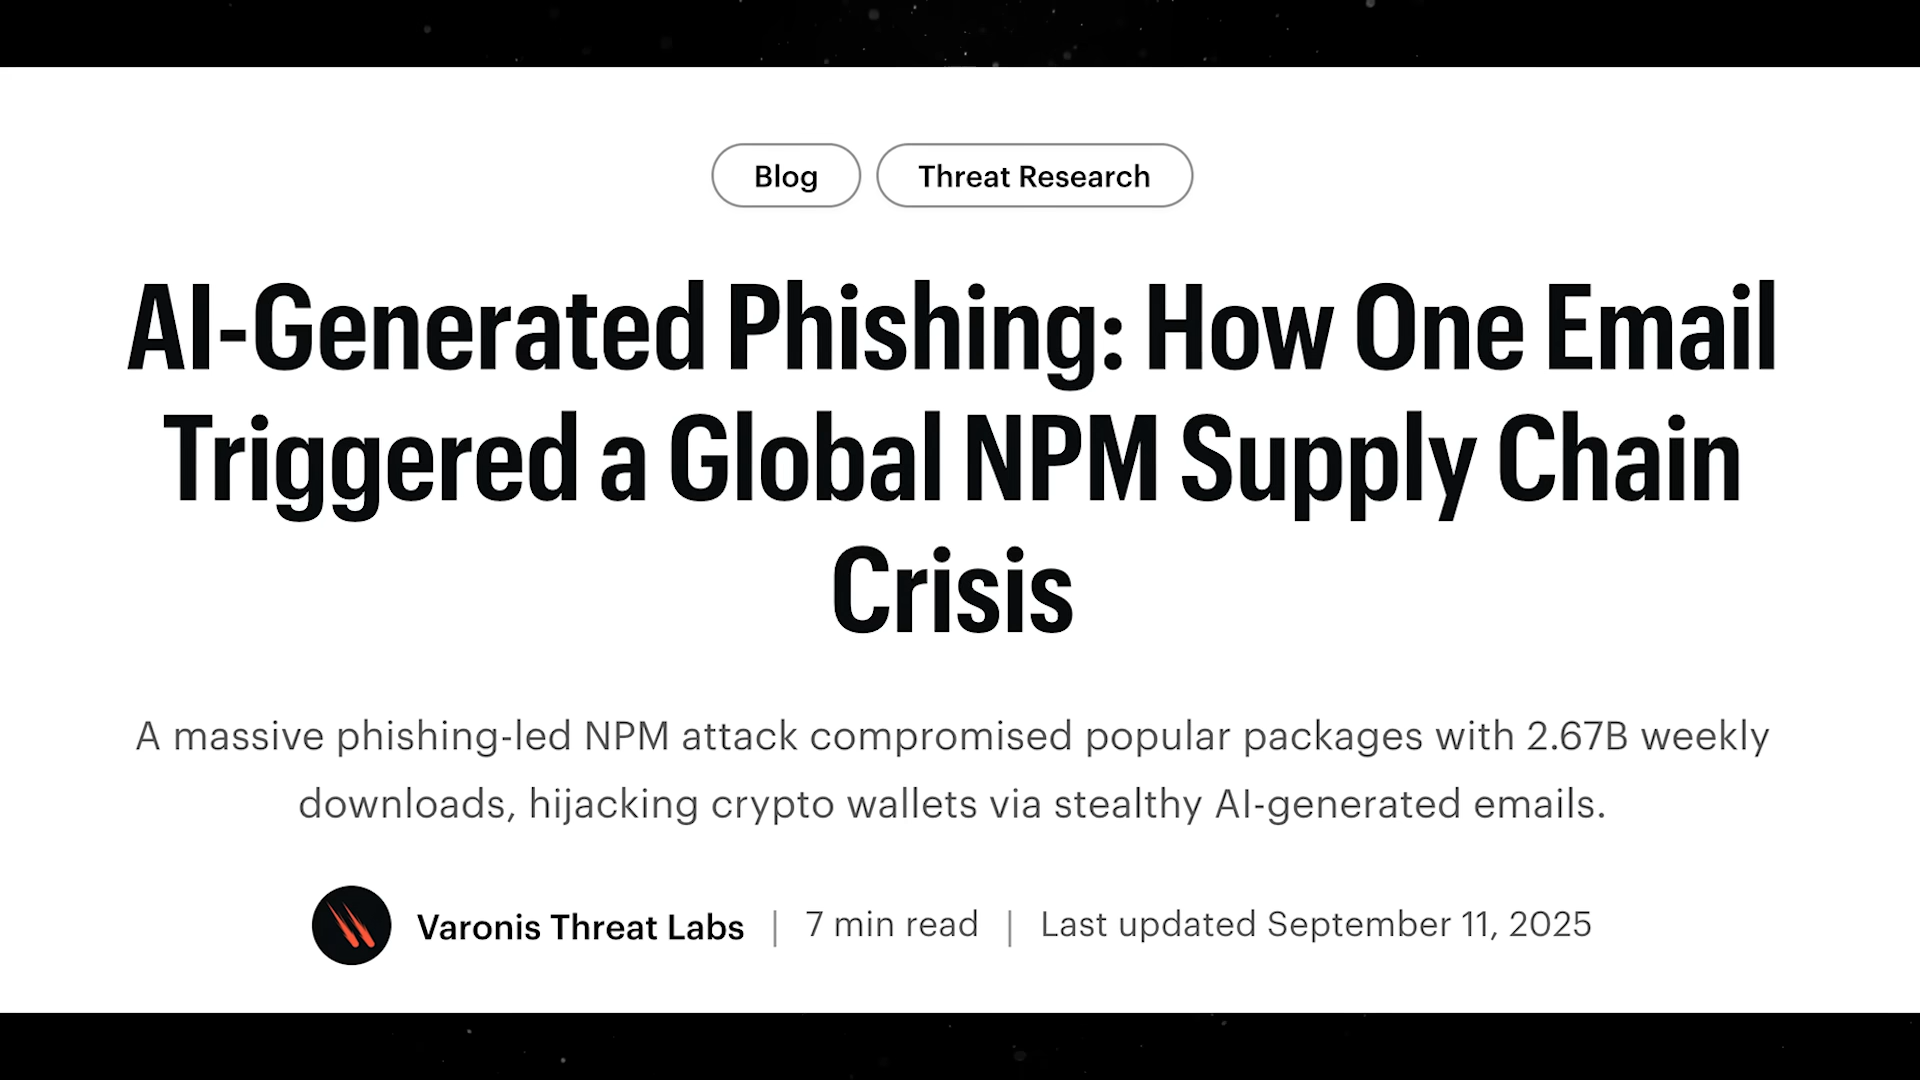 Blog Threat Research
AI-Generated Phishing: How One Email
Triggered a Global NPM Supply Chain
Crisis
A massive phishing-led NPM attack compromised popular packages with 2.67B weekly
downloads, hijacking crypto wallets via stealthy AI-generated emails.
Varonis Threat Labs | 7 min read | Last updated September 11, 2025